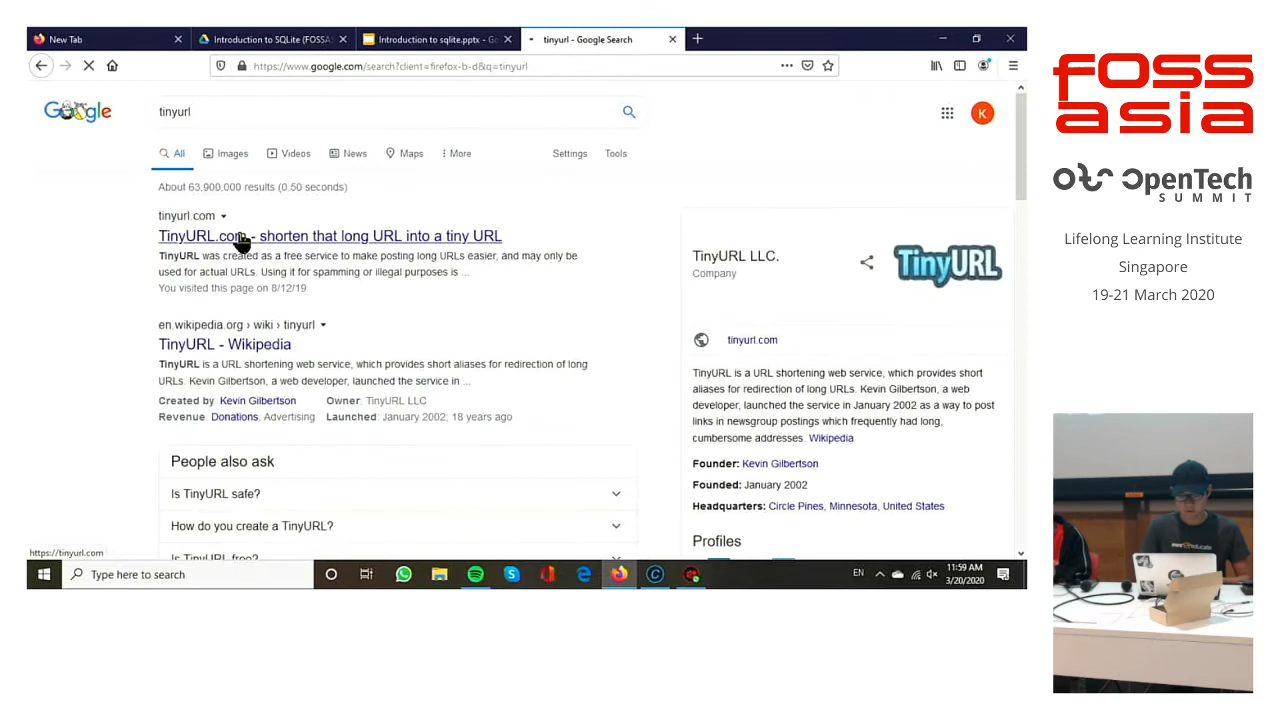 New Tab
Introduction to SQLite (FOSSA
Introduction to sqlite.pptx - Go
tinyurl - Google Search
https://www.google.com/search?client=firefox-b-d&q=tinyurl
Google
tinyurl
K
All
Images
Videos
News
Maps
More
Settings
Tools
About 63,900,000 results (0.50 seconds)
tinyurl.com
TinyURL.com - shorten that long URL into a tiny URL
TinyURL was created as a free service to make posting long URLs easier, and may only be
used for actual URLs. Using it for spamming or illegal purposes is ...
You visited this page on 8/12/19.
en.wikipedia.org › wiki › tinyurl
TinyURL - Wikipedia
TinyURL is a URL shortening web service, which provides short aliases for redirection of long
URLs. Kevin Gilbertson, a web developer, launched the service in ...
Created by: Kevin Gilbertson Owner: TinyURL LLC
Revenue: Donations, Advertising Launched: January 2002; 18 years ago
People also ask
Is TinyURL safe?
How do you create a TinyURL?
Is TinyURL free?
TinyURL LLC.
Company
TinyURL
tinyurl.com
TinyURL is a URL shortening web service, which provides short
aliases for redirection of long URLs. Kevin Gilbertson, a web
developer, launched the service in January 2002 as a way to post
links in newsgroup postings which frequently had long,
cumbersome addresses. Wikipedia
Founder: Kevin Gilbertson
Founded: January 2002
Headquarters: Circle Pines, Minnesota, United States
Profiles
https://tinyurl.com
Type here to search
EN
11:59 AM
3/20/2020
FOSS
asia
OpenTech
SUMMIT
Lifelong Learning Institute
Singapore
19-21 March 2020